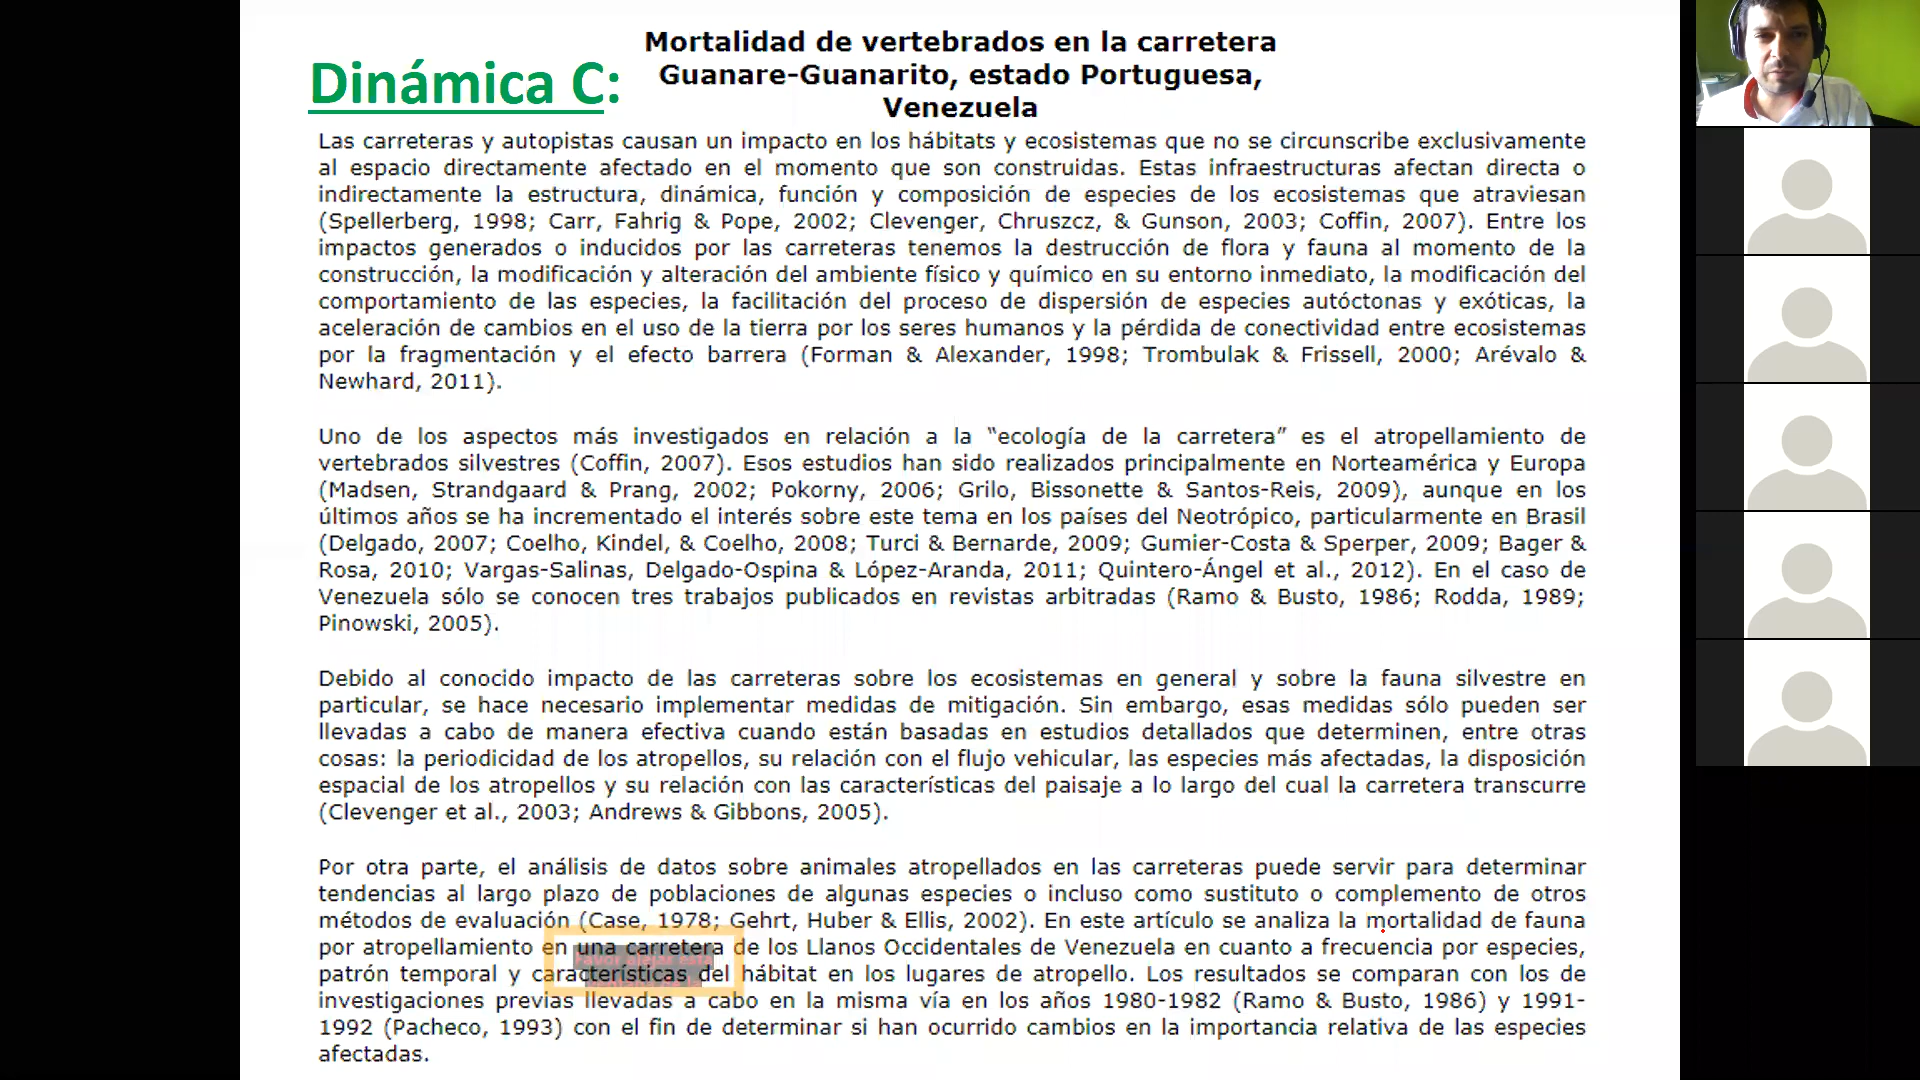 Mortalidad de vertebrados en la carretera
Guanare-Guanarito, estado Portuguesa,
Venezuela
Dinámica C:
Las carreteras y autopistas causan un impacto en los hábitats y ecosistemas que no se circunscribe exclusivamente
al espacio directamente afectado en el momento que son construidas. Estas infraestructuras afectan directa o
indirectamente la estructura, dinámica, función y composición de especies de los ecosistemas que atraviesan
(Spellerberg, 1998; Carr, Fahrig & Pope, 2002; Clevenger, Chruszcz, & Gunson, 2003; Coffin, 2007). Entre los
impactos generados o inducidos por las carreteras tenemos la destrucción de flora y fauna al momento de la
construcción, la modificación y alteración del ambiente físico y químico en su entorno inmediato, la modificación del
comportamiento de las especies, la facilitación del proceso de dispersión de especies autóctonas y exóticas, la
aceleración de cambios en el uso de la tierra por los seres humanos y la pérdida de conectividad entre ecosistemas
por la fragmentación y el efecto barrera (Forman & Alexander, 1998; Trombulak & Frissell, 2000; Arévalo &
Newhard, 2011).
Uno de los aspectos más investigados en relación a la “ecología de la carretera” es el atropellamiento de
vertebrados silvestres (Coffin, 2007). Esos estudios han sido realizados principalmente en Norteamérica y Europa
(Madsen, Strandgaard & Prang, 2002; Pokorny, 2006; Grilo, Bissonette & Santos-Reis, 2009), aunque en los
últimos años se ha incrementado el interés sobre este tema en los países del Neotrópico, particularmente en Brasil
(Delgado, 2007; Coelho, Kindel, & Coelho, 2008; Turci & Bernarde, 2009; Gumier-Costa & Sperper, 2009; Bager &
Rosa, 2010; Vargas-Salinas, Delgado-Ospina & López-Aranda, 2011; Quintero-Ángel et al., 2012). En el caso de
Venezuela sólo se conocen tres trabajos publicados en revistas arbitradas (Ramo & Busto, 1986; Rodda, 1989;
Pinowski, 2005).
Debido al conocido impacto de las carreteras sobre los ecosistemas en general y sobre la fauna silvestre en
particular, se hace necesario implementar medidas de mitigación. Sin embargo, esas medidas sólo pueden ser
llevadas a cabo de manera efectiva cuando están basadas en estudios detallados que determinen, entre otras
cosas: la periodicidad de los atropellos, su relación con el flujo vehicular, las especies más afectadas, la disposición
espacial de los atropellos y su relación con las características del paisaje a lo largo del cual la carretera transcurre
(Clevenger et al., 2003; Andrews & Gibbons, 2005).
Por otra parte, el análisis de datos sobre animales atropellados en las carreteras puede servir para determinar
tendencias al largo plazo de poblaciones de algunas especies o incluso como sustituto o complemento de otros
métodos de evaluación (Case, 1978; Gehrt, Huber & Ellis, 2002). En este artículo se analiza la mortalidad de fauna
por atropellamiento en una carretera de los Llanos Occidentales de Venezuela en cuanto a frecuencia por especies,
patrón temporal y características del hábitat en los lugares de atropello. Los resultados se comparan con los de
investigaciones previas llevadas a cabo en la misma vía en los años 1980-1982 (Ramo & Busto, 1986) y 1991-
1992 (Pacheco, 1993) con el fin de determinar si han ocurrido cambios en la importancia relativa de las especies
afectadas.